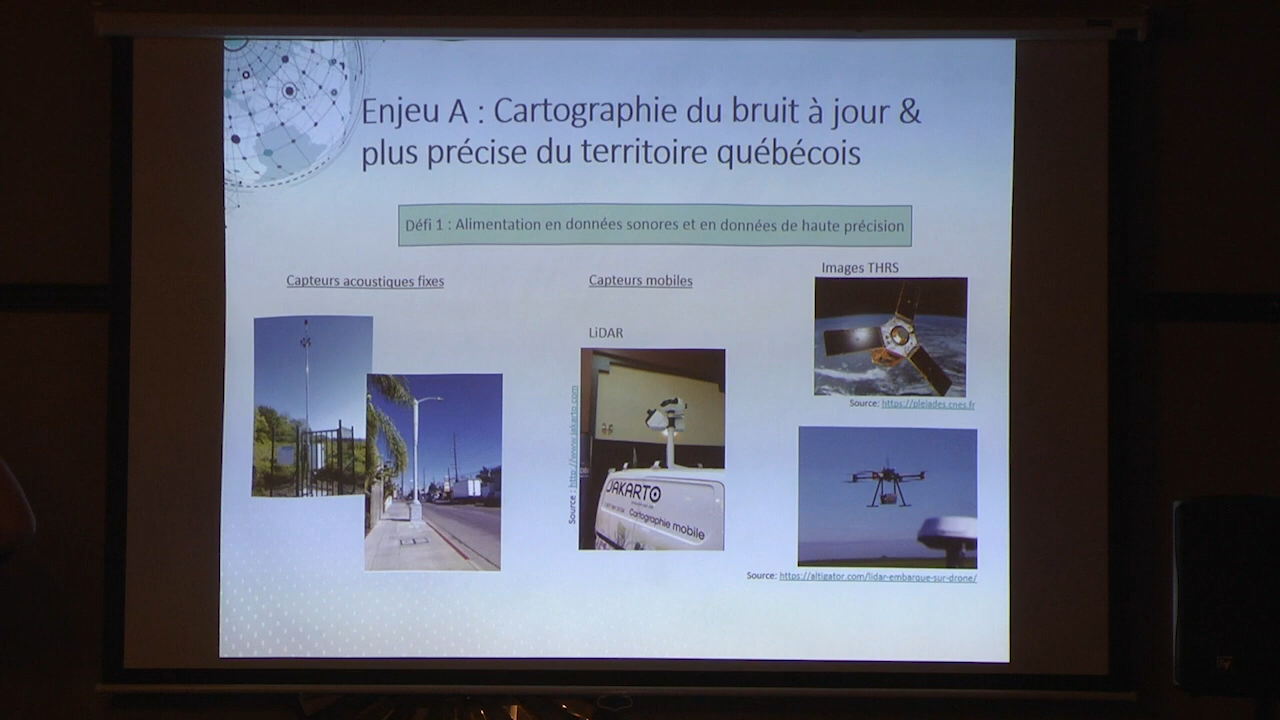 Enjeu A : Cartographie du bruit à jour &
plus précise du territoire québécois
Défi 1 : Alimentation en données sonores et en données de haute précision
Capteurs acoustiques fixes
Capteurs mobiles
Images THRS
LiDAR
Source: https://pleiades.cnes.fr
Source : http://www.jakarto.com
JAKARTO
Cartographie mobile
Source: https://altigator.com/lidar-embarque-sur-drone/